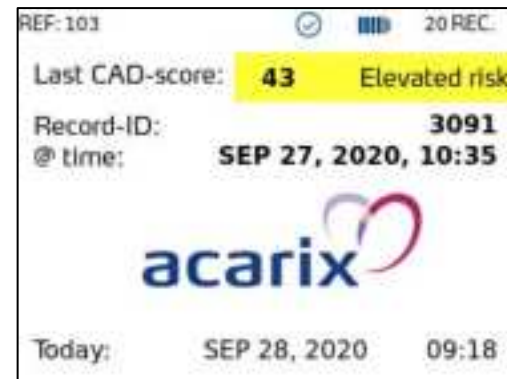 REF: 103 20 REC.
Last CAD-score: 43 Elevated risk
Record-ID: 3091
@ time: SEP 27, 2020, 10:35
acarix
Today: SEP 28, 2020 09:18